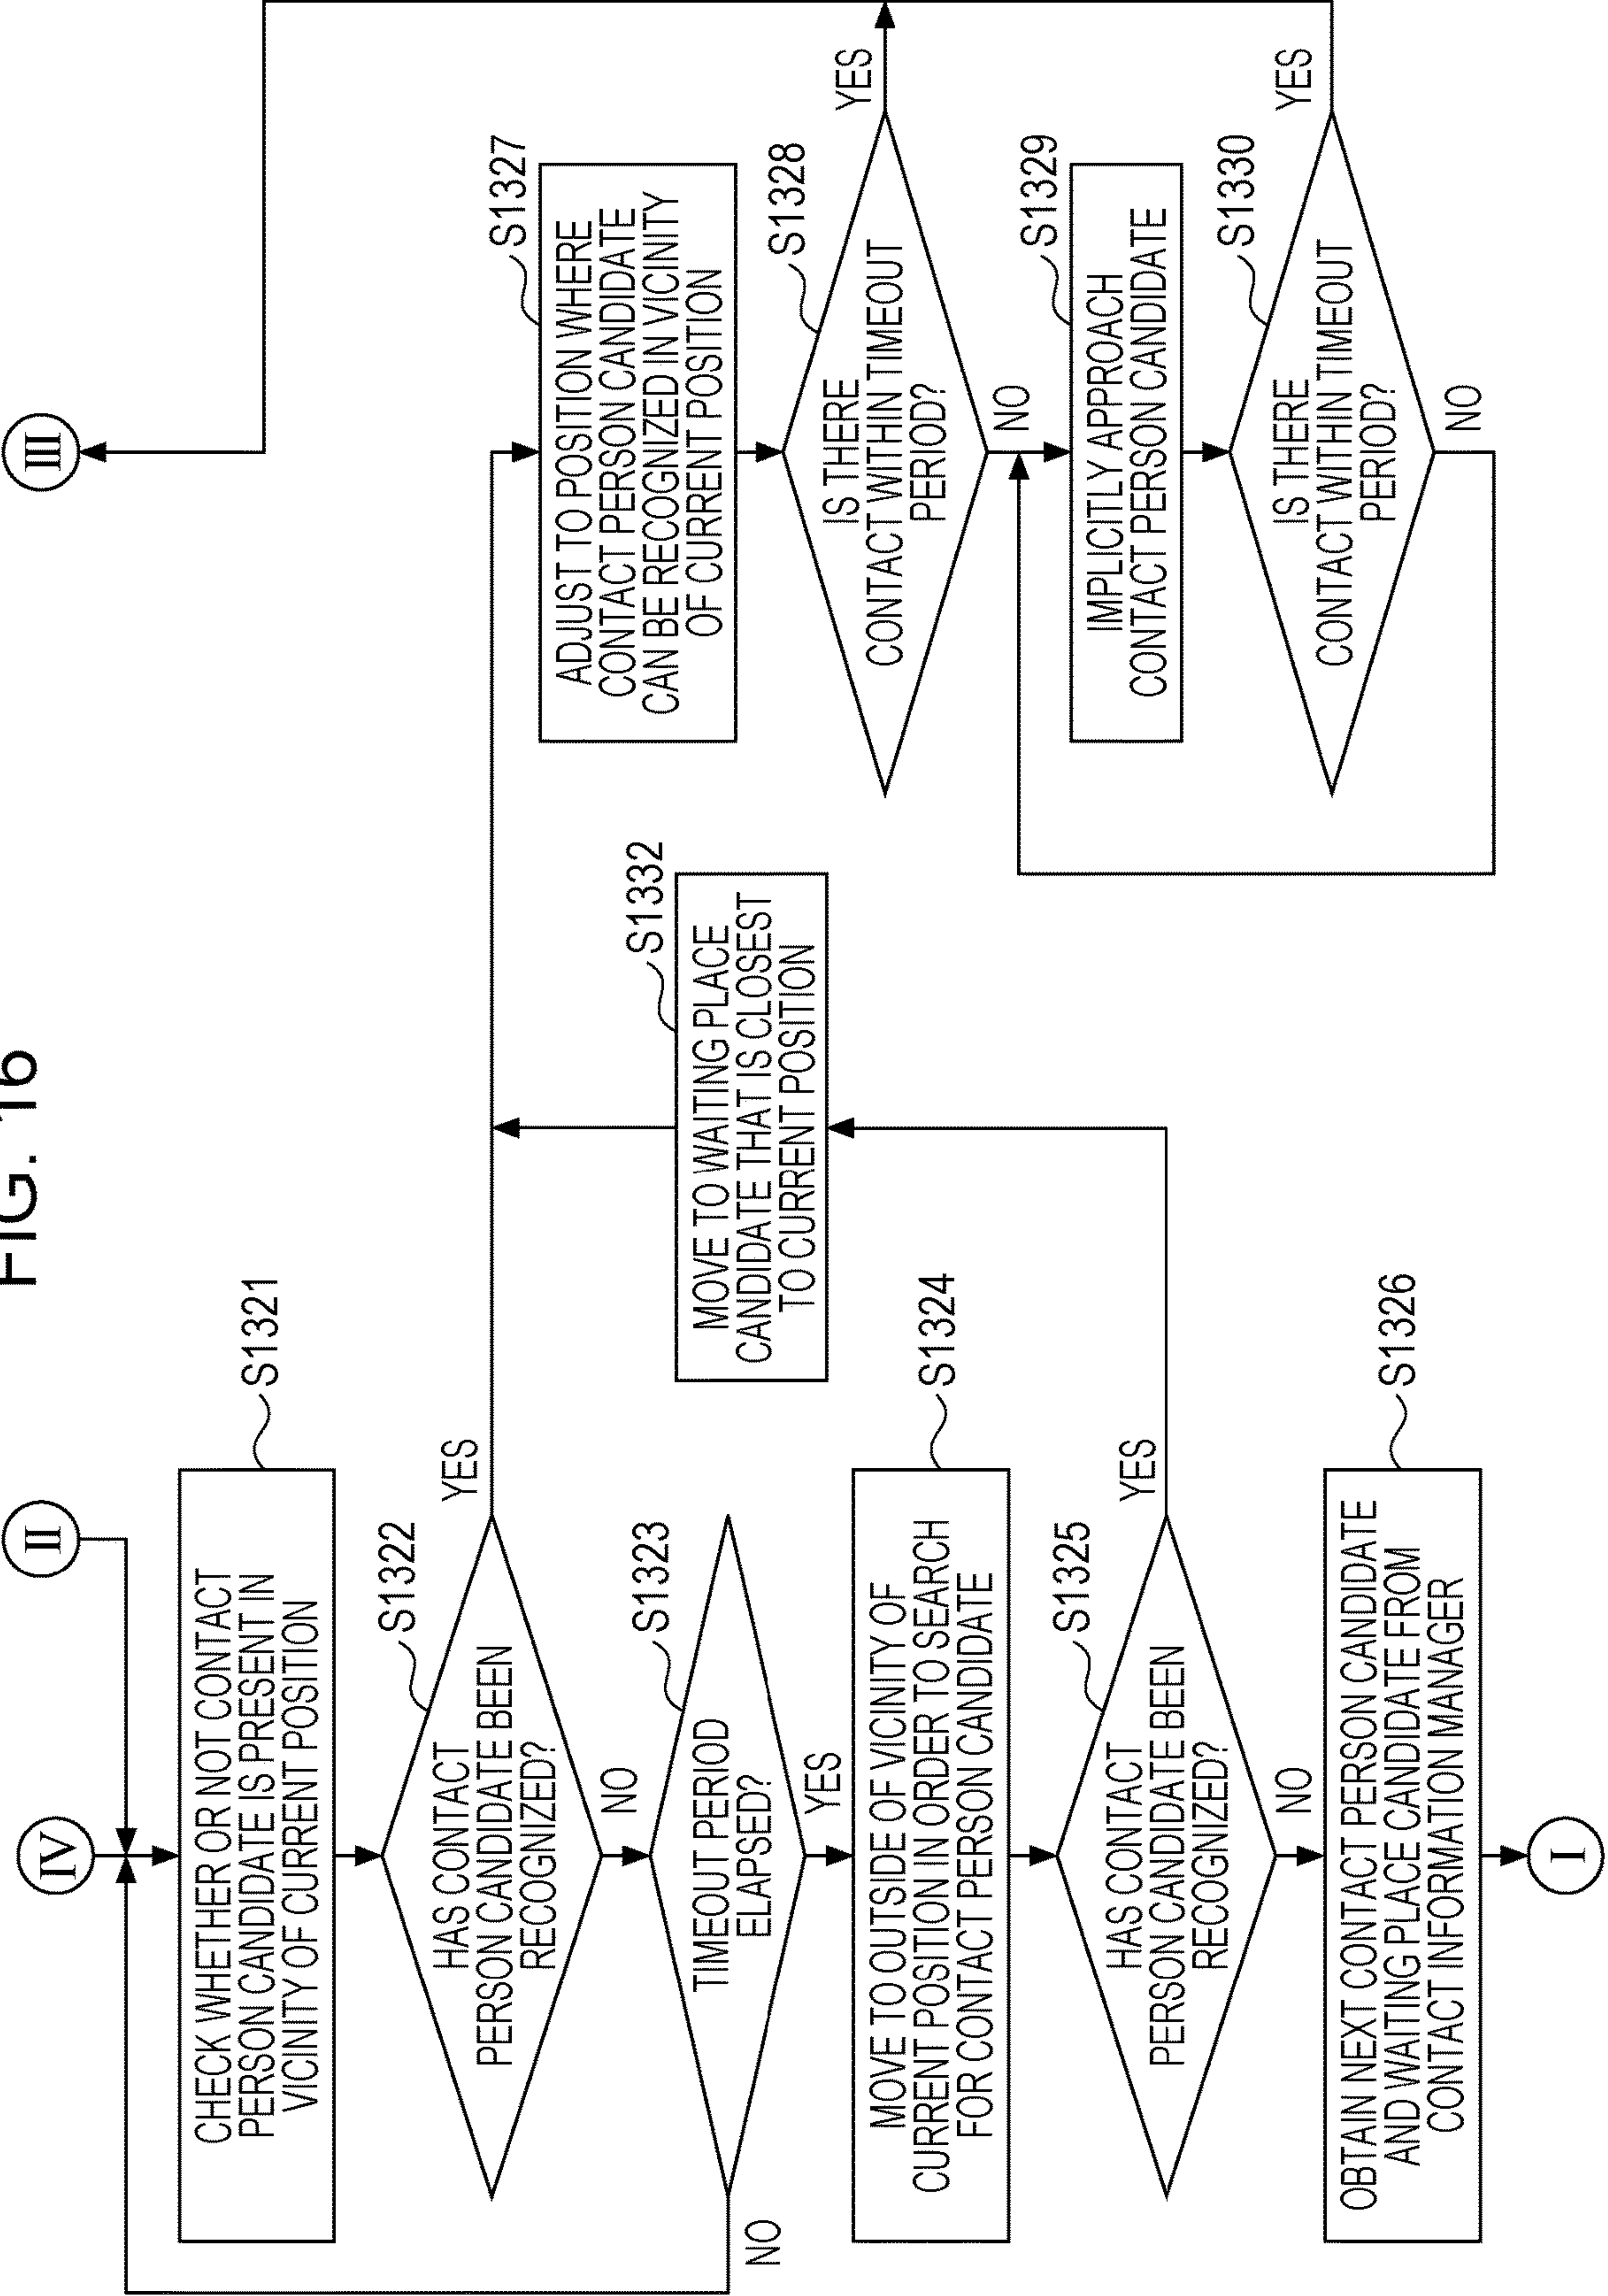 FIG. 16
IV
II
CHECK WHETHER OR NOT CONTACT
PERSON CANDIDATE IS PRESENT IN
VICINITY OF CURRENT POSITION
S1321
HAS CONTACT
PERSON CANDIDATE BEEN
RECOGNIZED?
S1322
YES
NO
TIMEOUT PERIOD
ELAPSED?
S1323
NO
YES
MOVE TO OUTSIDE OF VICINITY OF
CURRENT POSITION IN ORDER TO SEARCH
FOR CONTACT PERSON CANDIDATE
S1324
HAS CONTACT
PERSON CANDIDATE BEEN
RECOGNIZED?
S1325
YES
NO
OBTAIN NEXT CONTACT PERSON CANDIDATE
AND WAITING PLACE CANDIDATE FROM
CONTACT INFORMATION MANAGER
S1326
I
MOVE TO WAITING PLACE
CANDIDATE THAT IS CLOSEST
TO CURRENT POSITION
S1332
III
ADJUST TO POSITION WHERE
CONTACT PERSON CANDIDATE
CAN BE RECOGNIZED IN VICINITY
OF CURRENT POSITION
S1327
IS THERE
CONTACT WITHIN TIMEOUT
PERIOD?
S1328
YES
NO
IMPLICITLY APPROACH
CONTACT PERSON CANDIDATE
S1329
IS THERE
CONTACT WITHIN TIMEOUT
PERIOD?
S1330
YES
NO